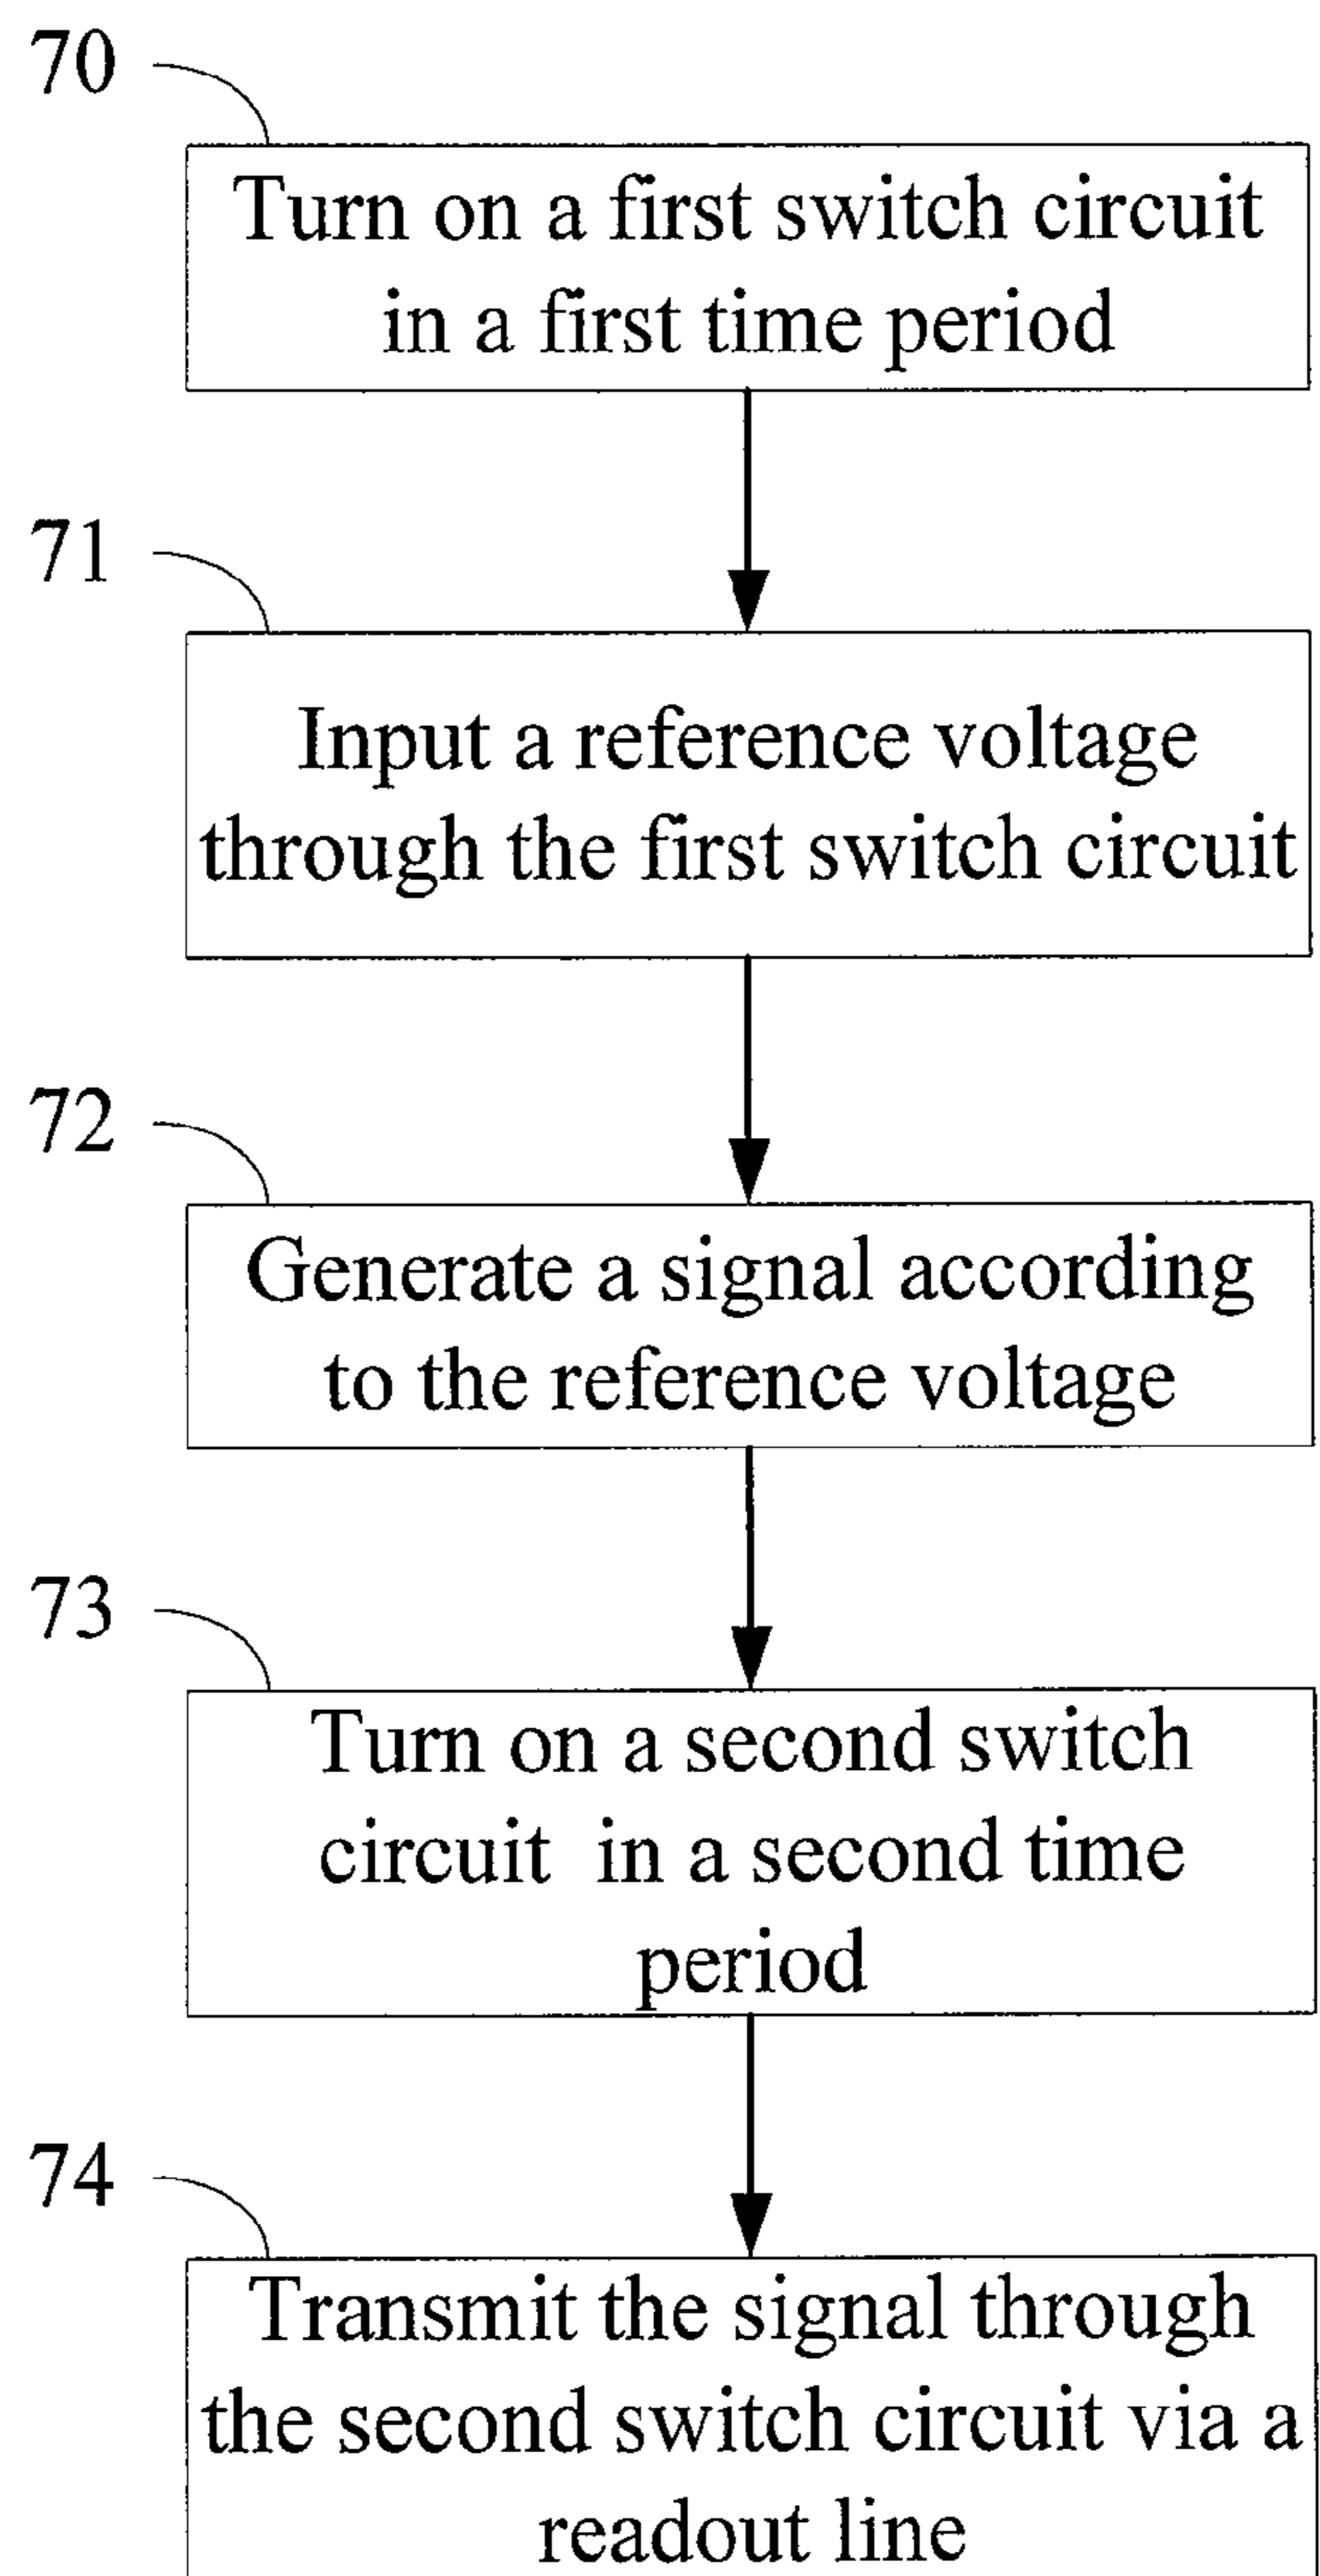 70
Turn on a first switch circuit
in a first time period
71
Input a reference voltage
through the first switch circuit
72
Generate a signal according
to the reference voltage
73
Turn on a second switch
circuit in a second time
period
74
Transmit the signal through
the second switch circuit via a
readout line